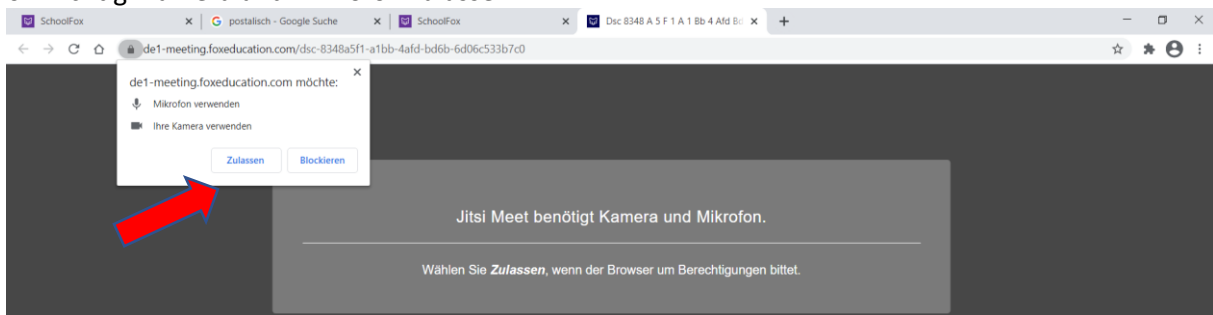 SchoolFox
postalisch - Google Suche
SchoolFox
Dsc 8348 A 5 F 1 A 1 Bb 4 Afd Bd
de1-meeting.foxeducation.com/dsc-8348a5f1-a1bb-4afd-bd6b-6d06c533b7c0
de1-meeting.foxeducation.com möchte:
Mikrofon verwenden
Ihre Kamera verwenden
Zulassen
Blockieren
Jitsi Meet benötigt Kamera und Mikrofon.
Wählen Sie Zulassen, wenn der Browser um Berechtigungen bittet.